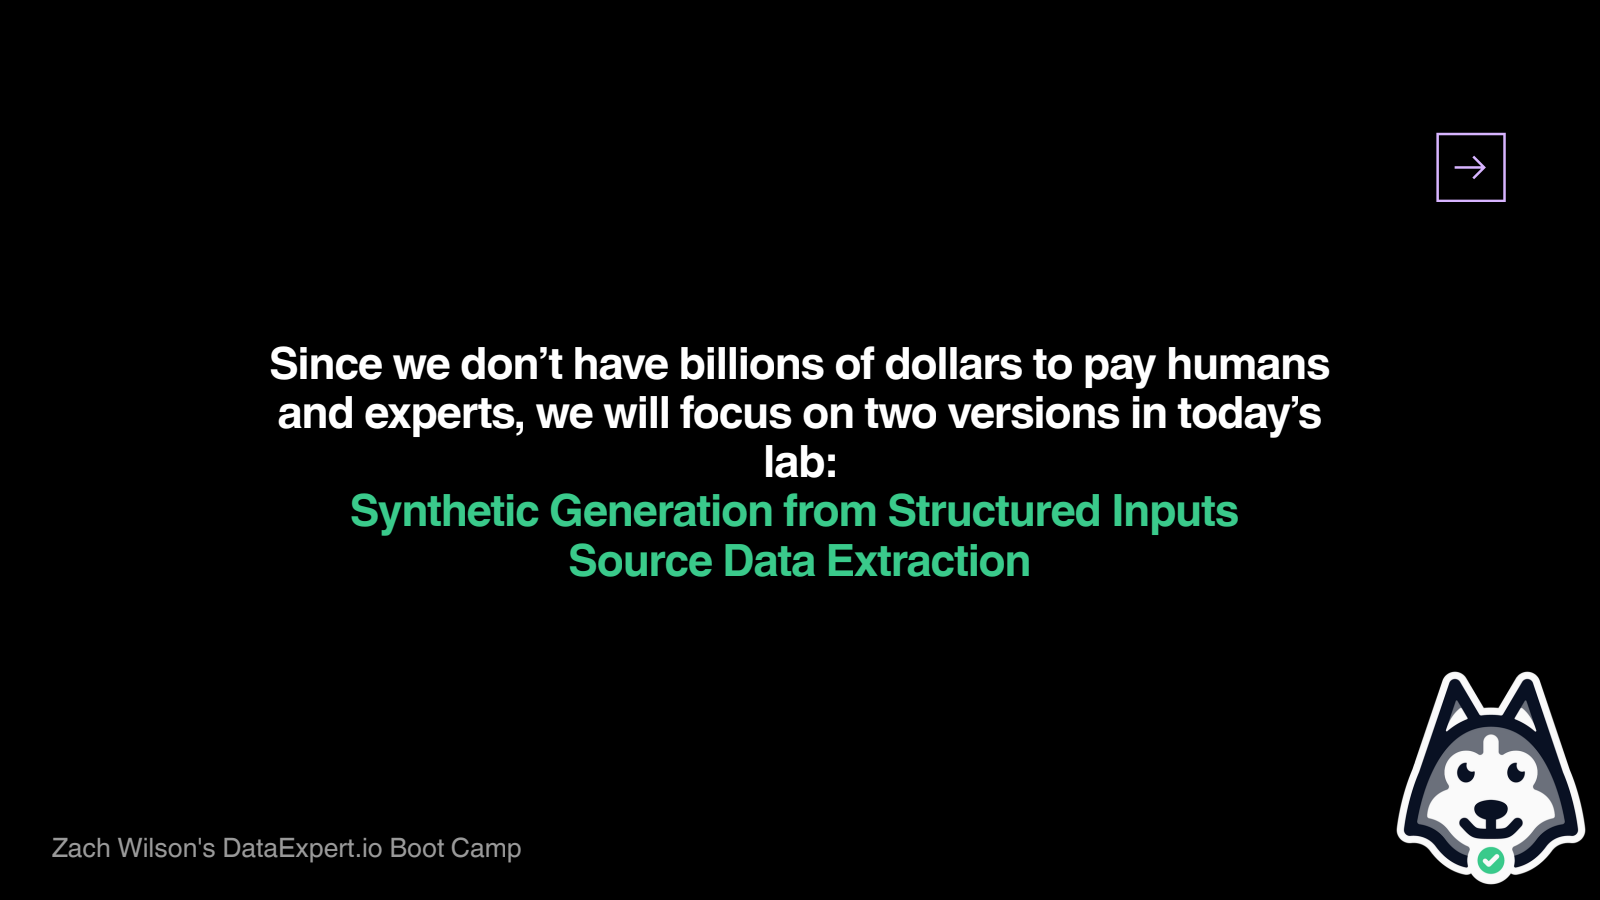 Since we don’t have billions of dollars to pay humans
and experts, we will focus on two versions in today’s
lab:
Synthetic Generation from Structured Inputs
Source Data Extraction
Zach Wilson's DataExpert.io Boot Camp